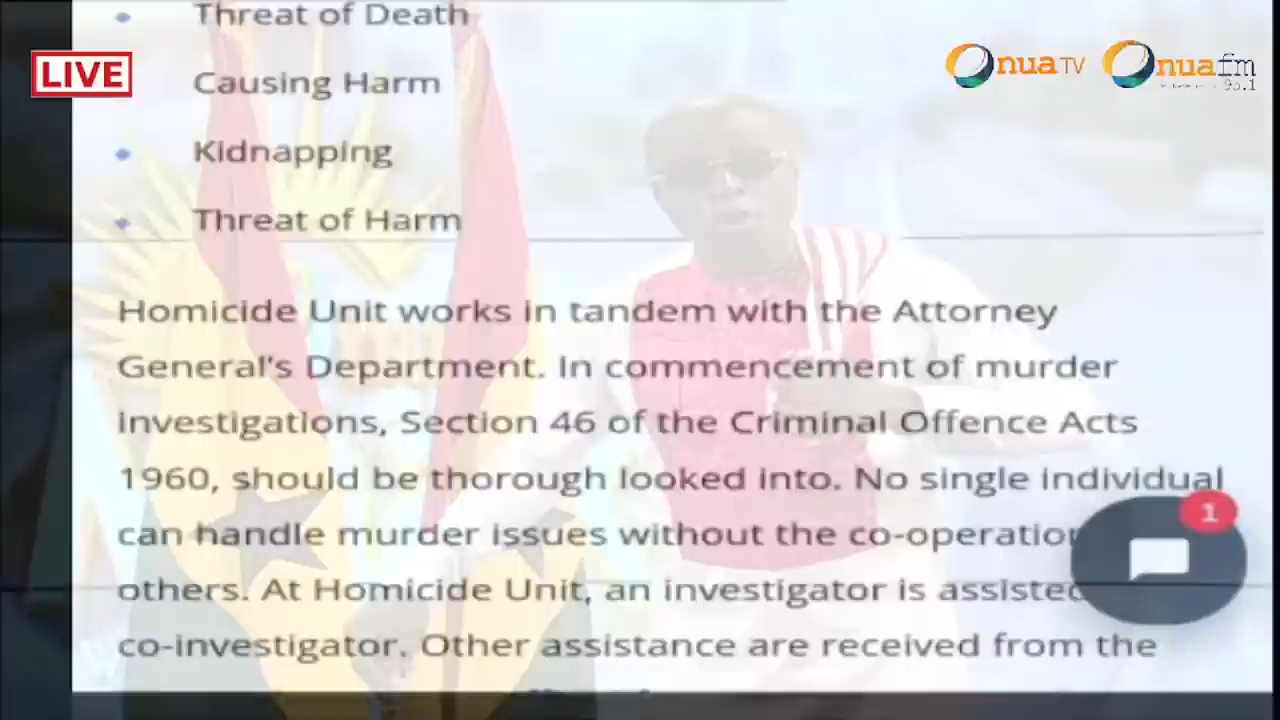 Threat of Death
LIVE
nua TV
nuafm
Causing Harm
Kidnapping
Threat of Harm
Homicide Unit works in tandem with the Attorney
General's Department. In commencement of murder
investigations, Section 46 of the Criminal Offence Acts
1960, should be thorough looked into. No single individual
can handle murder issues without the co-operation
others. At Homicide Unit, an investigator is assisted
co-investigator. Other assistance are received from the
1